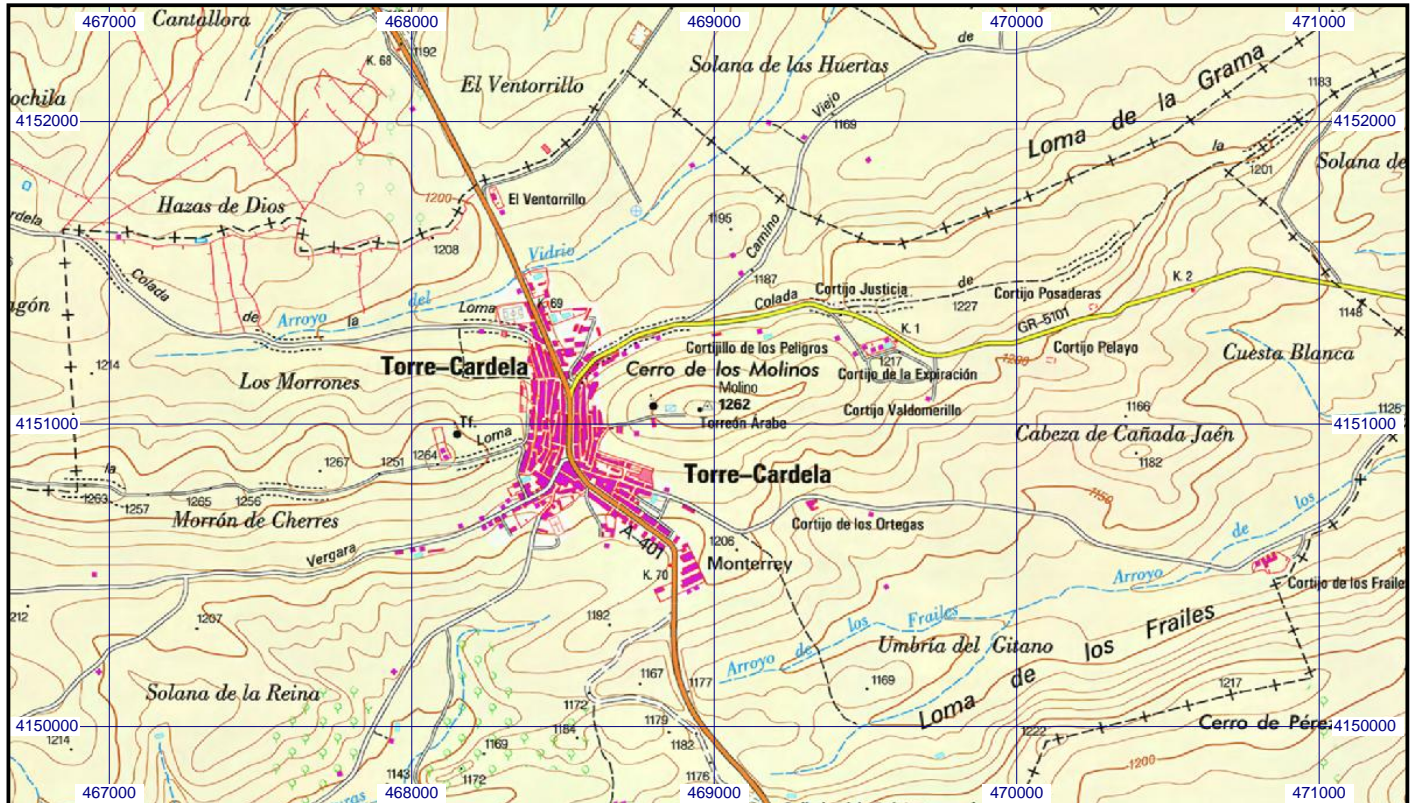 467000
468000
469000
470000
471000
Cantallora
1192
K. 68
de
El Ventorrillo
Solana de las Huertas
Loma de la Grama
1183
ochila
4152000
Viejo
1169
4152000
la
1201
Solana de
Hazas de Dios
1200
El Ventorrillo
1195
Camino
rdela
1208
Vidrio
Colada
1187
de
Cortijo Justicia
Cortijo Posaderas
K. 2
agón
del
Loma
K. 69
Colada
1227
1148
de
Arroyo
la
K. 1
GR-5101
Torre-Cardela
Cortijillo de los Peligros
1217
1200
Cortijo Pelayo
Cuesta Blanca
1214
Los Morrones
Cerro de los Molinos
Cortijo de la Expiración
Molino
1262
Cortijo Valdomerillo
1166
1125
4151000
Tf.
Torreón Árabe
4151000
Loma
Cabeza de Cañada Jaén
1264
1251
1267
1182
la
1263
1265
1256
1257
Torre-Cardela
1150
los
Morrón de Cherres
Cortijo de los Ortegas
de
Vergara
A-401
1206
Monterrey
K. 70
Arroyo
Cortijo de los Fraile
212
1207
1192
Frailes
los
Umbría del Gitano
los Frailes
de
Arroyo
1167
1177
1169
Solana de la Reina
de
1217
1172
Loma
4150000
1179
4150000
1214
1184
1182
1222
Cerro de Pére
1169
1143
1172
1176
1200
467000
468000
469000
470000
471000